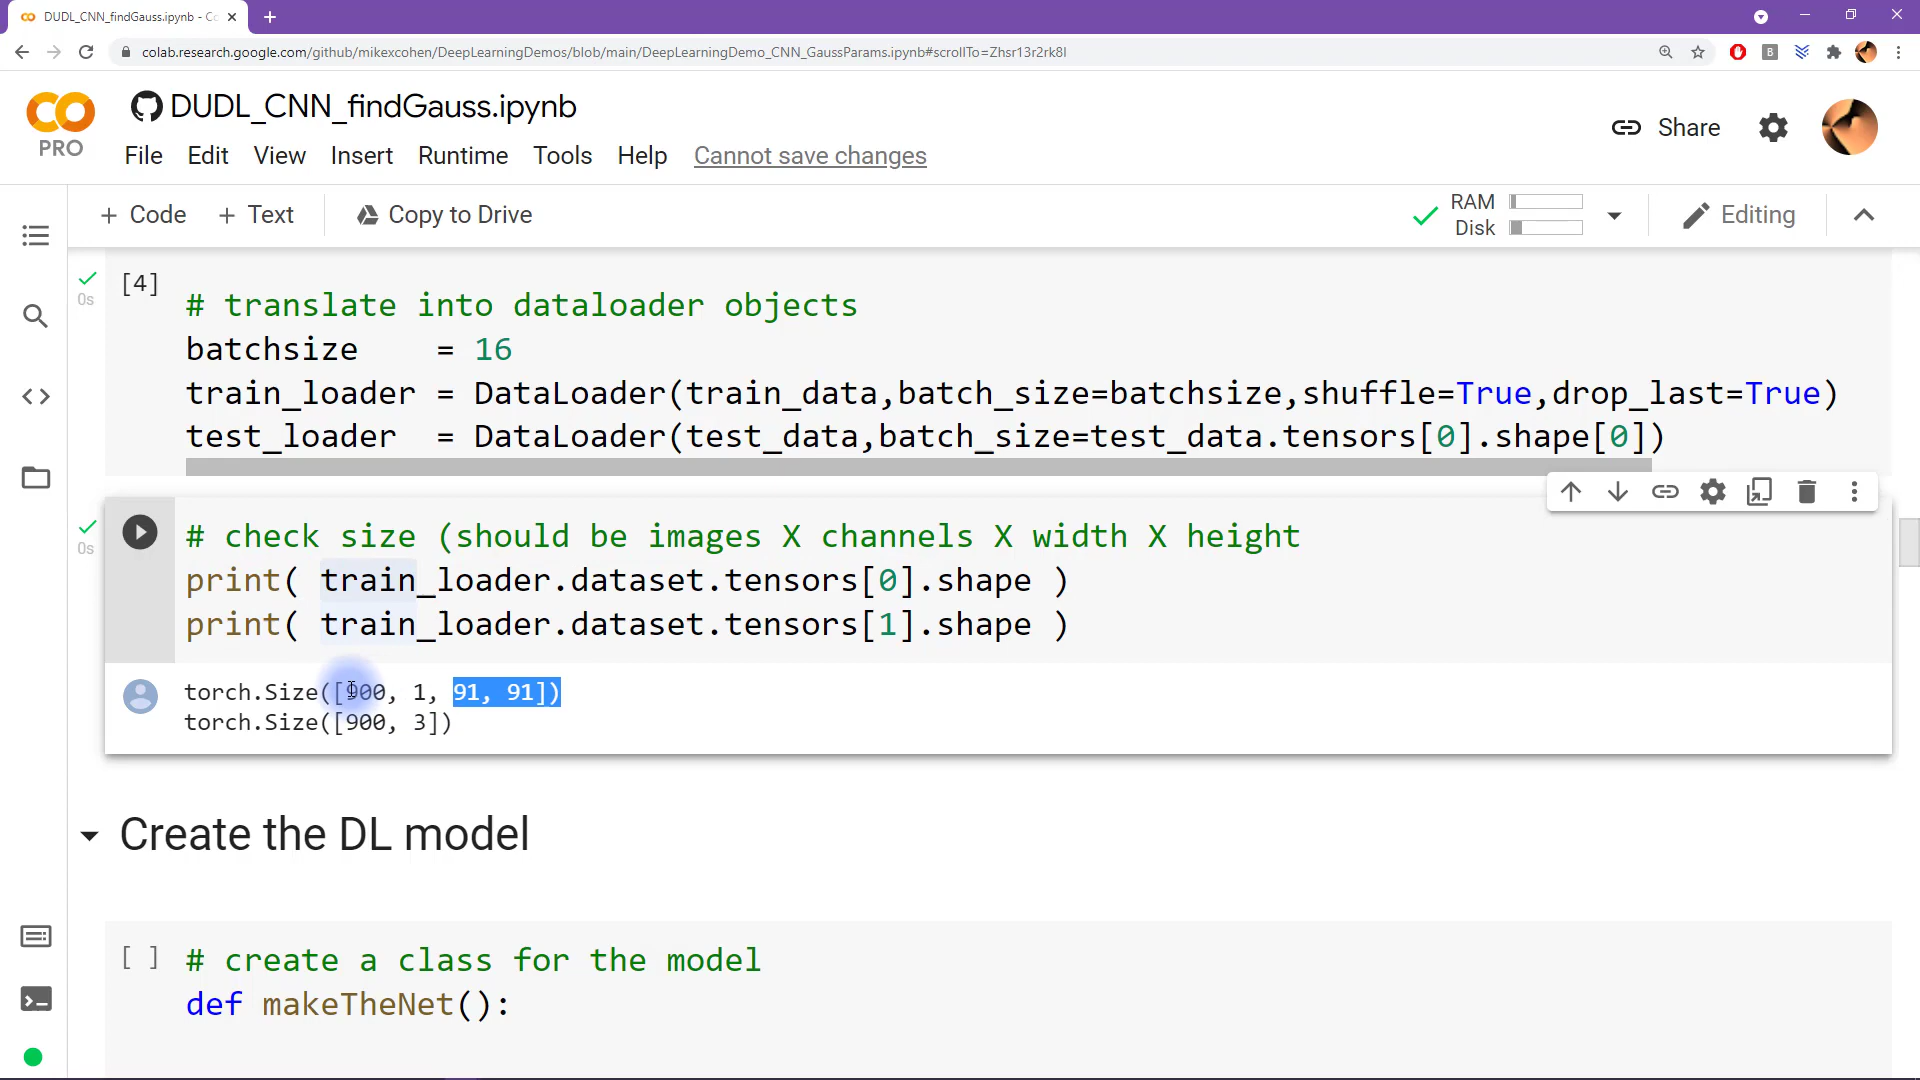 DUDL_CNN_findGauss.ipynb - Co
colab.research.google.com/github/mikexcohen/DeepLearningDemos/blob/main/DeepLearningDemo_CNN_GaussParams.ipynb#scrollTo=Zhsr13r2rk8l
DUDL_CNN_findGauss.ipynb
PRO
File Edit View Insert Runtime Tools Help Cannot save changes
Share
+ Code + Text Copy to Drive
RAM
Disk
Editing
[4]
0s
# translate into dataloader objects
batchsize    = 16
train_loader = DataLoader(train_data,batch_size=batchsize,shuffle=True,drop_last=True)
test_loader  = DataLoader(test_data,batch_size=test_data.tensors[0].shape[0])
0s
# check size (should be images X channels X width X height
print( train_loader.dataset.tensors[0].shape )
print( train_loader.dataset.tensors[1].shape )
torch.Size([900, 1, 91, 91])
torch.Size([900, 3])
Create the DL model
[ ]
# create a class for the model
def makeTheNet():